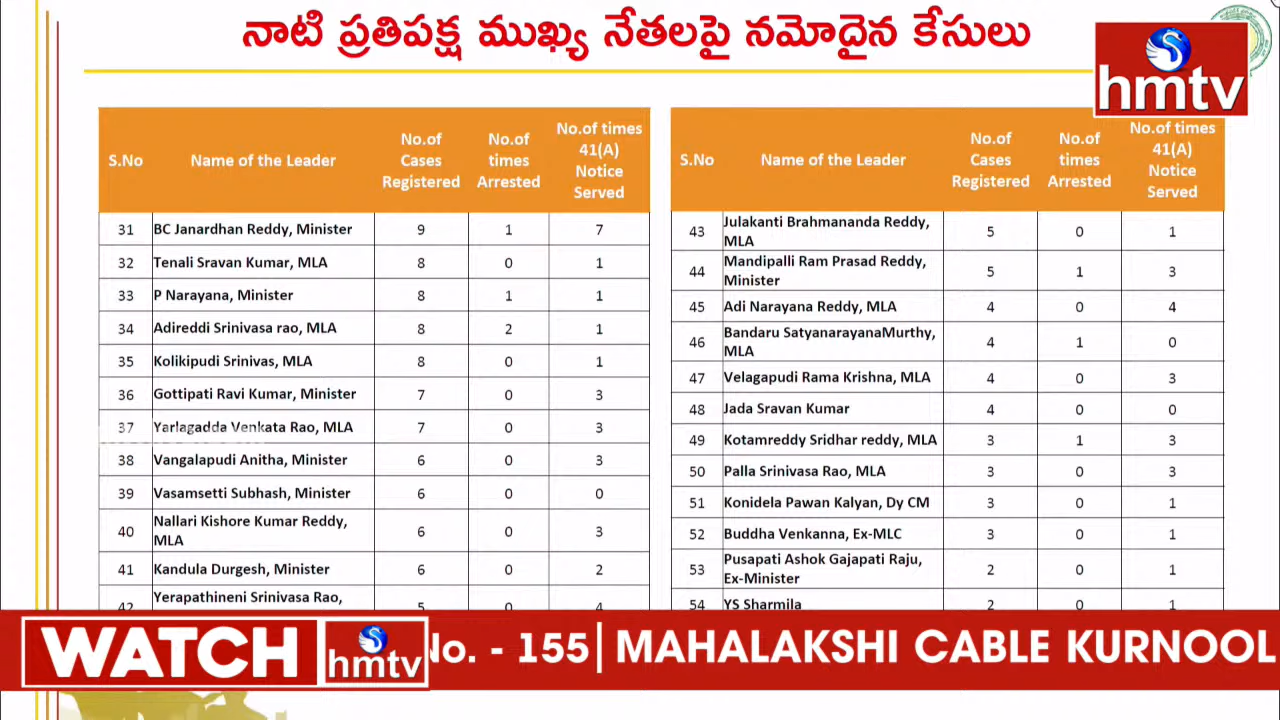 నాటి ప్రతిపక్ష ముఖ్య నేతలపై నమోదైన కేసులు
hmtv
S.No Name of the Leader No.of Cases Registered No.of times Arrested No.of times 41(A) Notice Served
31 BC Janardhan Reddy, Minister 9 1 7
32 Tenali Sravan Kumar, MLA 8 0 1
33 P Narayana, Minister 8 1 1
34 Adireddi Srinivasa rao, MLA 8 2 1
35 Kolikipudi Srinivas, MLA 8 0 1
36 Gottipati Ravi Kumar, Minister 7 0 3
37 Yarlagadda Venkata Rao, MLA 7 0 3
38 Vangalapudi Anitha, Minister 6 0 3
39 Vasamsetti Subhash, Minister 6 0 0
40 Nallari Kishore Kumar Reddy, MLA 6 0 3
41 Kandula Durgesh, Minister 6 0 2
42 Yerapathineni Srinivasa Rao, 5 0 4
S.No Name of the Leader No.of Cases Registered No.of times Arrested No.of times 41(A) Notice Served
43 Julakanti Brahmananda Reddy, MLA 5 0 1
44 Mandipalli Ram Prasad Reddy, Minister 5 1 3
45 Adi Narayana Reddy, MLA 4 0 4
46 Bandaru SatyanarayanaMurthy, MLA 4 1 0
47 Velagapudi Rama Krishna, MLA 4 0 3
48 Jada Sravan Kumar 4 0 0
49 Kotamreddy Sridhar reddy, MLA 3 1 3
50 Palla Srinivasa Rao, MLA 3 0 3
51 Konidela Pawan Kalyan, Dy CM 3 0 1
52 Buddha Venkanna, Ex-MLC 3 0 1
53 Pusapati Ashok Gajapati Raju, Ex-Minister 2 0 1
54 YS Sharmila 2 0 1
WATCH hmtv No. - 155 | MAHALAKSHI CABLE KURNOOL